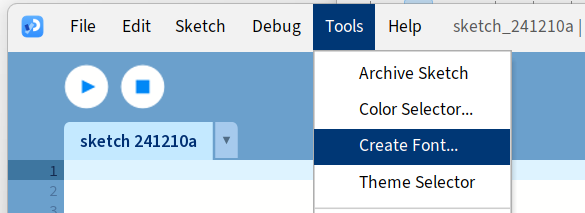 File Edit Sketch Debug Tools Help sketch_241210a |
Archive Sketch
Color Selector...
sketch 241210a
Create Font...
1
Theme Selector
2
3